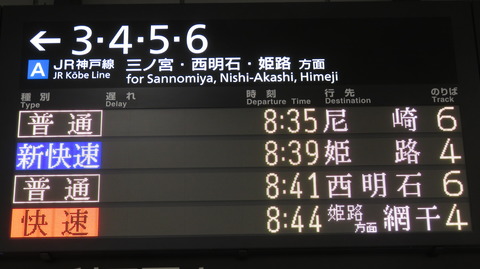 ← 3・4・5・6
A JR神戸線 三ノ宮・西明石・姫路 方面
JR Kōbe Line for Sannomiya, Nishi-Akashi, Himeji
種別 遅れ 時刻 行先 のりば
Type Delay Departure Time Destination Track
普通 8:35 尼崎 6
新快速 8:39 姫路 4
普通 8:41 西明石 6
快速 8:44 姫路方面 網干 4